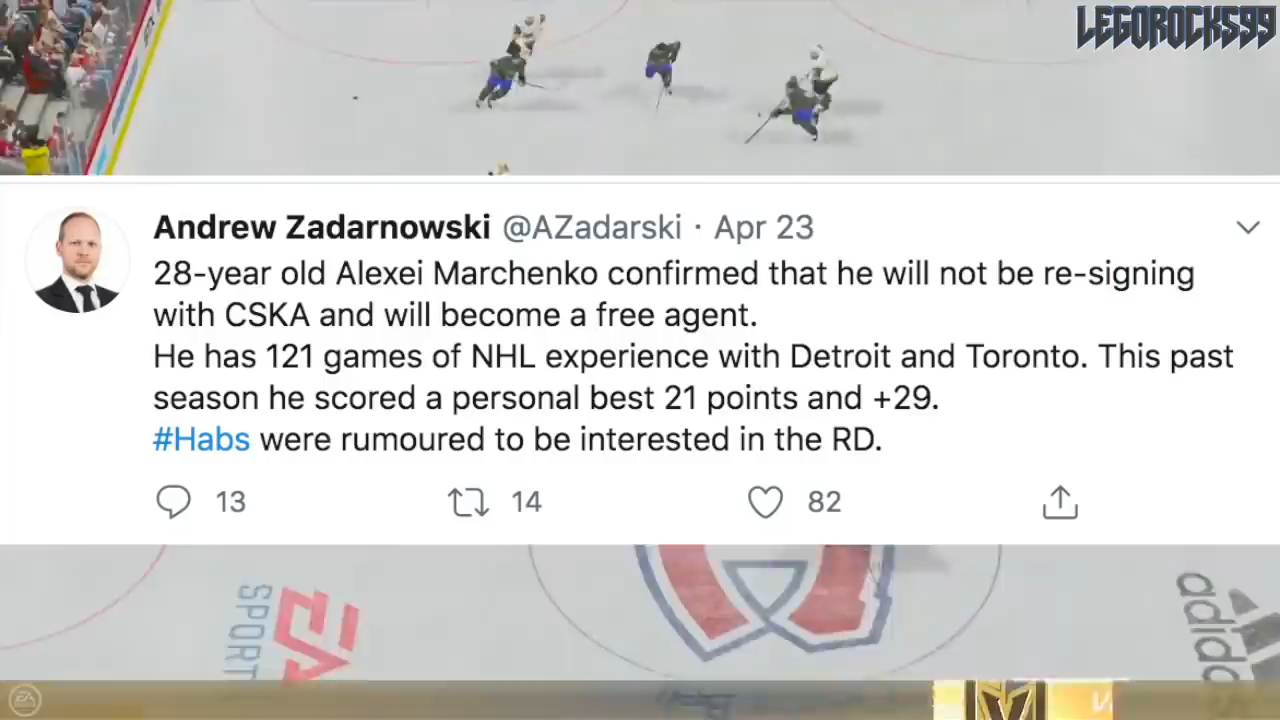 LEGOROCKS99
Andrew Zadarnowski @AZadarski · Apr 23
28-year old Alexei Marchenko confirmed that he will not be re-signing
with CSKA and will become a free agent.
He has 121 games of NHL experience with Detroit and Toronto. This past
season he scored a personal best 21 points and +29.
#Habs were rumoured to be interested in the RD.
13 14 82
EA
SPORT
adidas
EA